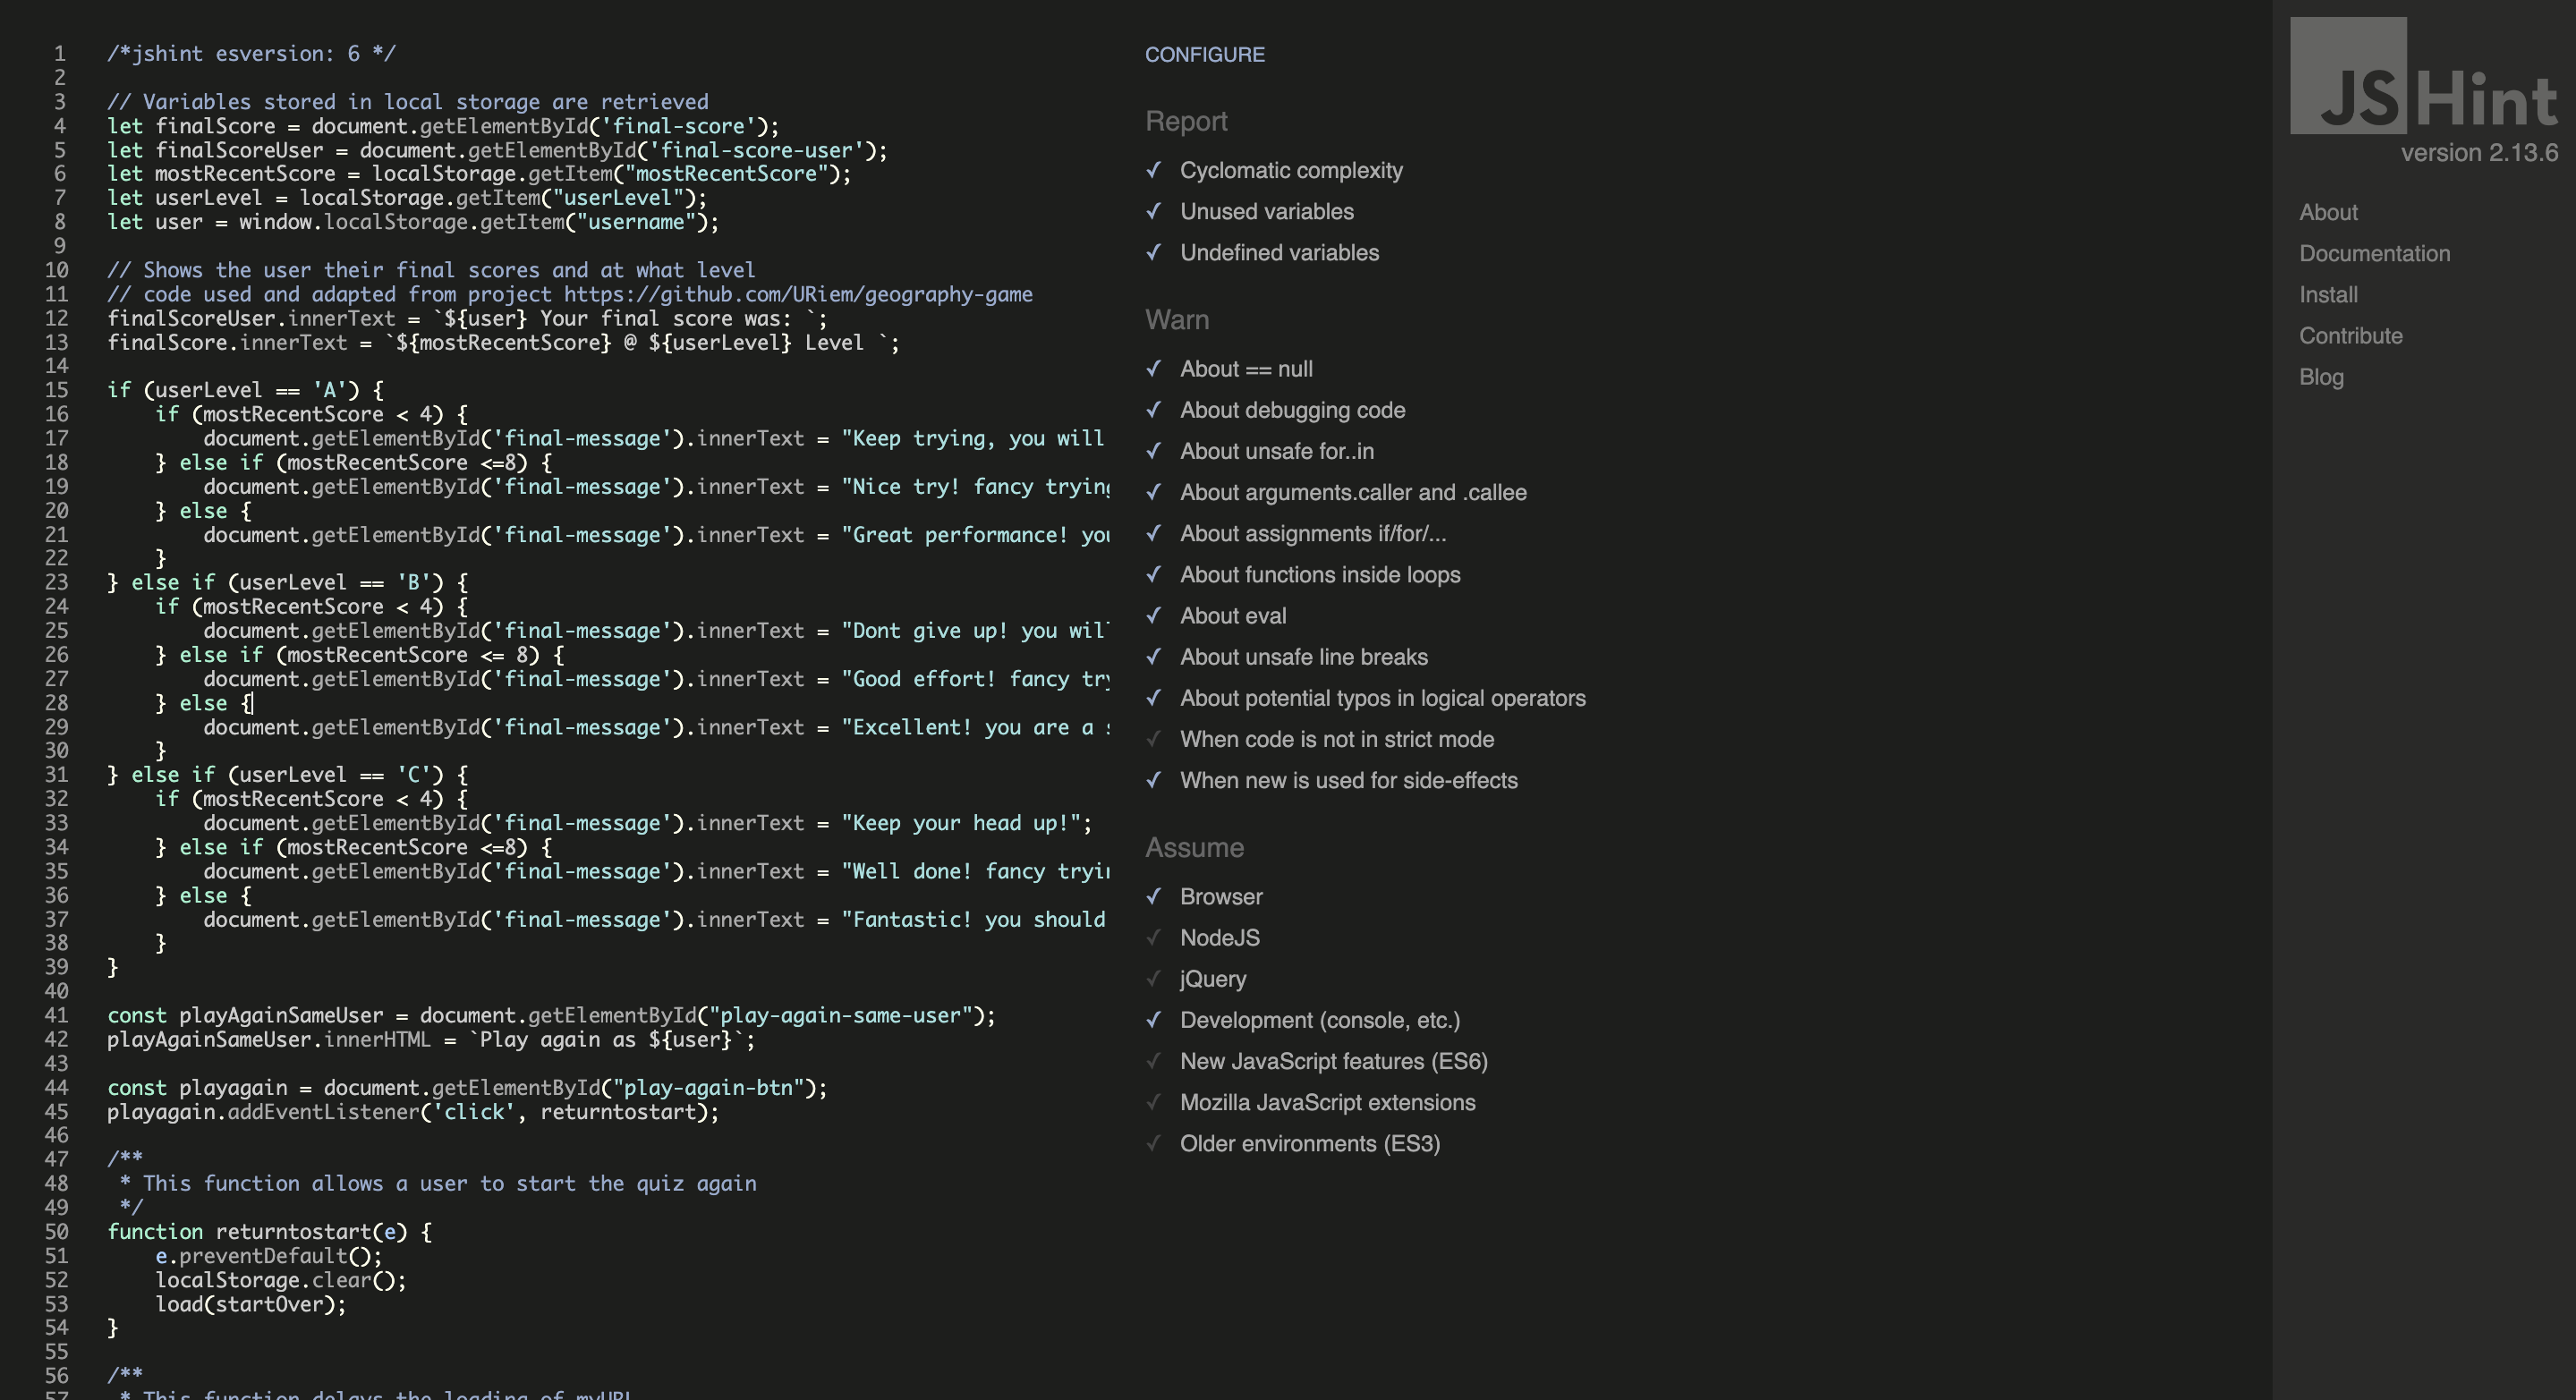 1 /*jshint esversion: 6 */
2
3 // Variables stored in local storage are retrieved
4 let finalScore = document.getElementById('final-score');
5 let finalScoreUser = document.getElementById('final-score-user');
6 let mostRecentScore = localStorage.getItem("mostRecentScore");
7 let userLevel = localStorage.getItem("userLevel");
8 let user = window.localStorage.getItem("username");
9
10 // Shows the user their final scores and at what level
11 // code used and adapted from project https://github.com/URiem/geography-game
12 finalScoreUser.innerText = `${user} Your final score was: `;
13 finalScore.innerText = `${mostRecentScore} @ ${userLevel} Level `;
14
15 if (userLevel == 'A') {
16 if (mostRecentScore < 4) {
17 document.getElementById('final-message').innerText = "Keep trying, you will
18 } else if (mostRecentScore <=8) {
19 document.getElementById('final-message').innerText = "Nice try! fancy trying
20 } else {
21 document.getElementById('final-message').innerText = "Great performance! you
22 }
23 } else if (userLevel == 'B') {
24 if (mostRecentScore < 4) {
25 document.getElementById('final-message').innerText = "Dont give up! you will
26 } else if (mostRecentScore <= 8) {
27 document.getElementById('final-message').innerText = "Good effort! fancy try
28 } else {
29 document.getElementById('final-message').innerText = "Excellent! you are a
30 }
31 } else if (userLevel == 'C') {
32 if (mostRecentScore < 4) {
33 document.getElementById('final-message').innerText = "Keep your head up!";
34 } else if (mostRecentScore <=8) {
35 document.getElementById('final-message').innerText = "Well done! fancy tryin
36 } else {
37 document.getElementById('final-message').innerText = "Fantastic! you should
38 }
39 }
40
41 const playAgainSameUser = document.getElementById("play-again-same-user");
42 playAgainSameUser.innerHTML = `Play again as ${user}`;
43
44 const playagain = document.getElementById("play-again-btn");
45 playagain.addEventListener('click', returntostart);
46
47 /**
48 * This function allows a user to start the quiz again
49 */
50 function returntostart(e) {
51 e.preventDefault();
52 localStorage.clear();
53 load(startOver);
54 }
55
56 /**
57 * This function delays the loading of myURL
CONFIGURE
Report
✓ Cyclomatic complexity
✓ Unused variables
✓ Undefined variables
Warn
✓ About == null
✓ About debugging code
✓ About unsafe for..in
✓ About arguments.caller and .callee
✓ About assignments if/for/...
✓ About functions inside loops
✓ About eval
✓ About unsafe line breaks
✓ About potential typos in logical operators
✓ When code is not in strict mode
✓ When new is used for side-effects
Assume
✓ Browser
✓ NodeJS
✓ jQuery
✓ Development (console, etc.)
✓ New JavaScript features (ES6)
✓ Mozilla JavaScript extensions
✓ Older environments (ES3)
JSHint
version 2.13.6
About
Documentation
Install
Contribute
Blog